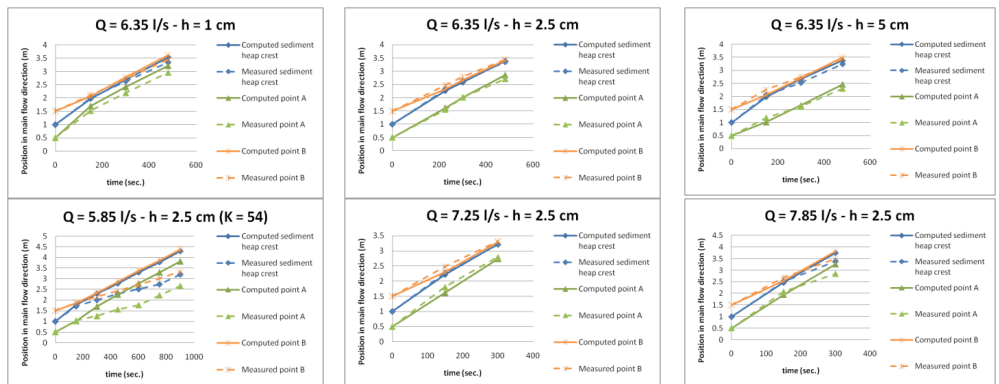 Q = 6.35 l/s - h = 1 cm
Position in main flow direction (m)
4
3.5
3
2.5
2
1.5
1
0.5
0
0
200
400
600
time (sec.)
Computed sediment
heap crest
Measured sediment
heap crest
Computed point A
Measured point A
Computed point B
Measured point B
Q = 6.35 l/s - h = 2.5 cm
Position in main flow direction (m)
4
3.5
3
2.5
2
1.5
1
0.5
0
0
200
400
600
time (sec.)
Computed sediment
heap crest
Measured sediment
heap crest
Computed point A
Measured point A
Computed point B
Measured point B
Q = 6.35 l/s - h = 5 cm
Position in main flow direction (m)
4
3.5
3
2.5
2
1.5
1
0.5
0
0
200
400
600
time (sec.)
Computed sediment
heap crest
Measured sediment
heap crest
Computed point A
Measured point A
Computed point B
Measured point B
Q = 5.85 l/s - h = 2.5 cm (K = 54)
Position in main flow direction (m)
5
4.5
4
3.5
3
2.5
2
1.5
1
0.5
0
0
200
400
600
800
1000
time (sec.)
Computed sediment
heap crest
Measured sediment
heap crest
Computed point A
Measured point A
Computed point B
Measured point B
Q = 7.25 l/s - h = 2.5 cm
Position in main flow direction (m)
3.5
3
2.5
2
1.5
1
0.5
0
0
200
400
time (sec.)
Computed sediment
heap crest
Measured sediment
heap crest
Computed point A
Measured point A
Computed point B
Measured point B
Q = 7.85 l/s - h = 2.5 cm
Position in main flow direction (m)
4
3.5
3
2.5
2
1.5
1
0.5
0
0
200
400
time (sec.)
Computed sediment
heap crest
Measured sediment
heap crest
Computed point A
Measured point A
Computed point B
Measured point B